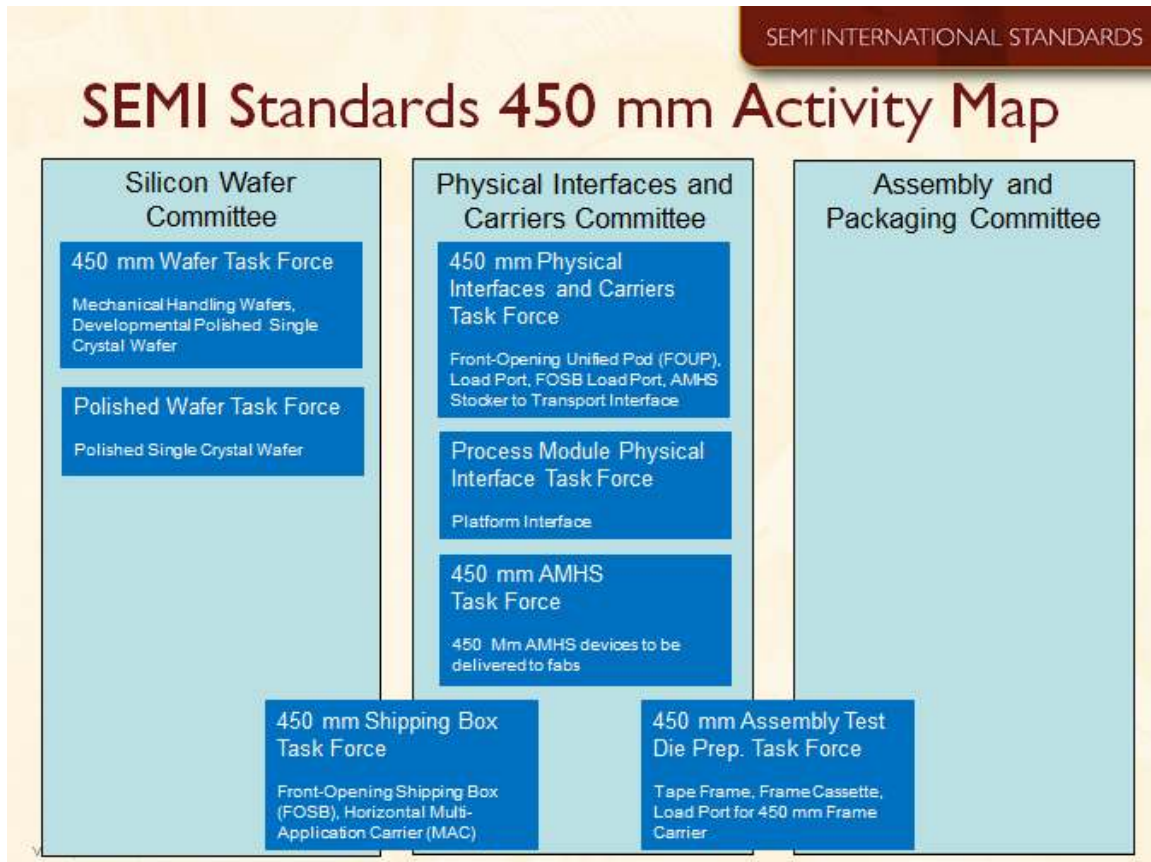 SEMI INTERNATIONAL STANDARDS
SEMI Standards 450 mm Activity Map
Silicon Wafer
Committee
450 mm Wafer Task Force
Mechanical Handling Wafers,
Developmental Polished Single
Crystal Wafer
Polished Wafer Task Force
Polished Single Crystal Wafer
Physical Interfaces and
Carriers Committee
450 mm Physical
Interfaces and Carriers
Task Force
Front-Opening Unified Pod (FOUP),
Load Port, FOSB Load Port, AMHS
Stocker to Transport Interface
Process Module Physical
Interface Task Force
Platform Interface
450 mm AMHS
Task Force
450 Mm AMHS devices to be
delivered to fabs
Assembly and
Packaging Committee
450 mm Shipping Box
Task Force
Front-Opening Shipping Box
(FOSB), Horizontal Multi-
Application Carrier (MAC)
450 mm Assembly Test
Die Prep. Task Force
Tape Frame, Frame Cassette,
Load Port for 450 mm Frame
Carrier